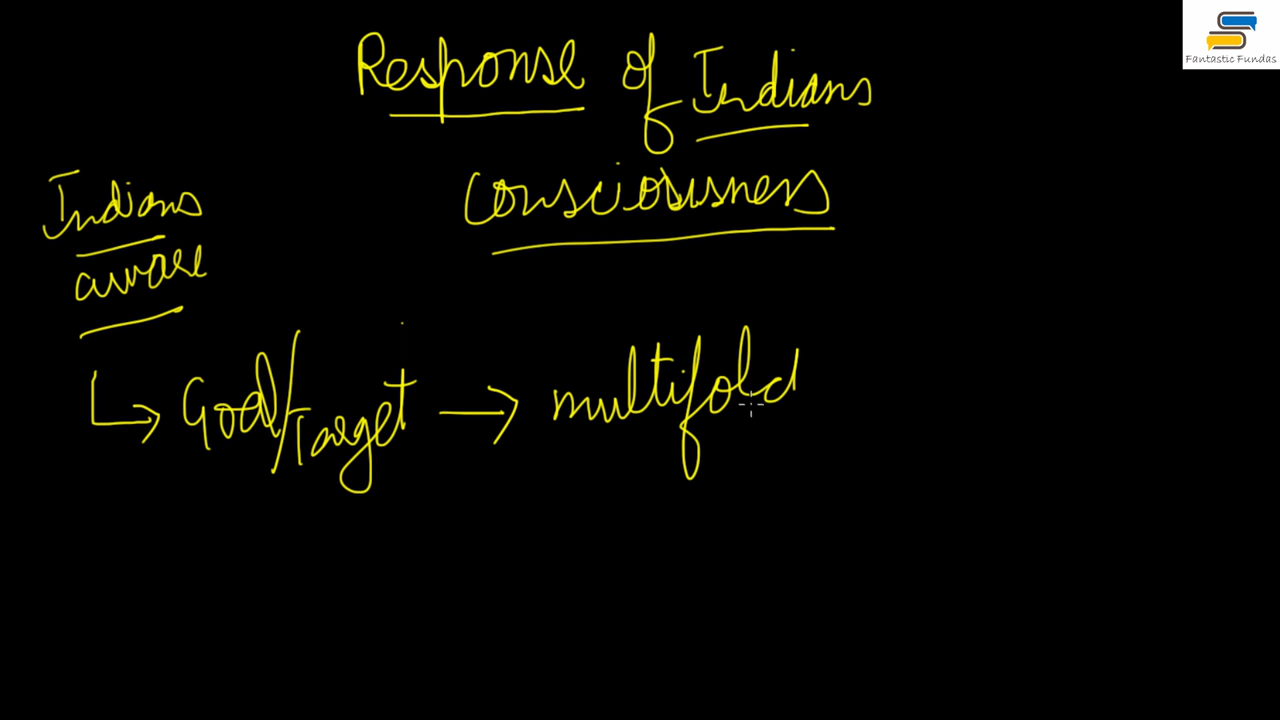 Response of Indians
Consciousness
Indians
aware
↳ Goal/Target → multifold
Fantastic Fundas